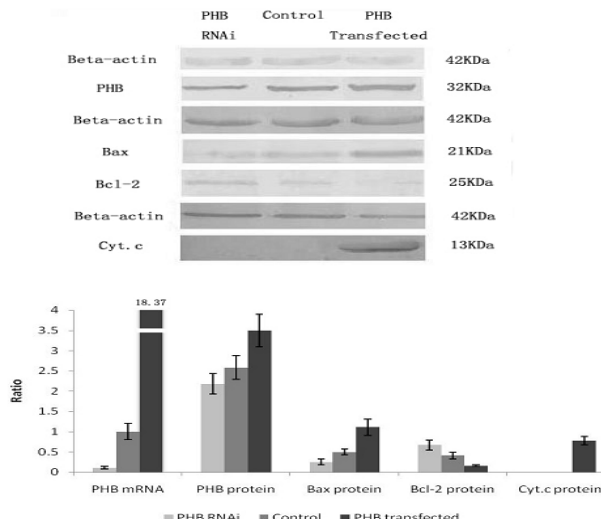 PHB Control PHB
RNAi Transfected
Beta-actin 42KDa
PHB 32KDa
Beta-actin 42KDa
Bax 21KDa
Bcl-2 25KDa
Beta-actin 42KDa
Cyt.c 13KDa
18.37
4
3.5
3
2.5
2
1.5
1
0.5
0
Ratio
PHB mRNA PHB protein Bax protein Bcl-2 protein Cyt.c protein
PHB RNAi Control PHB transfected